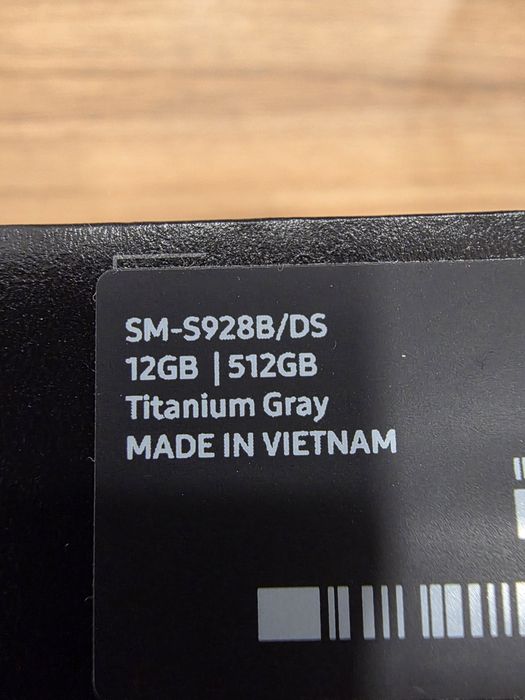 SM-S928B/DS
12GB | 512GB
Titanium Gray
MADE IN VIETNAM